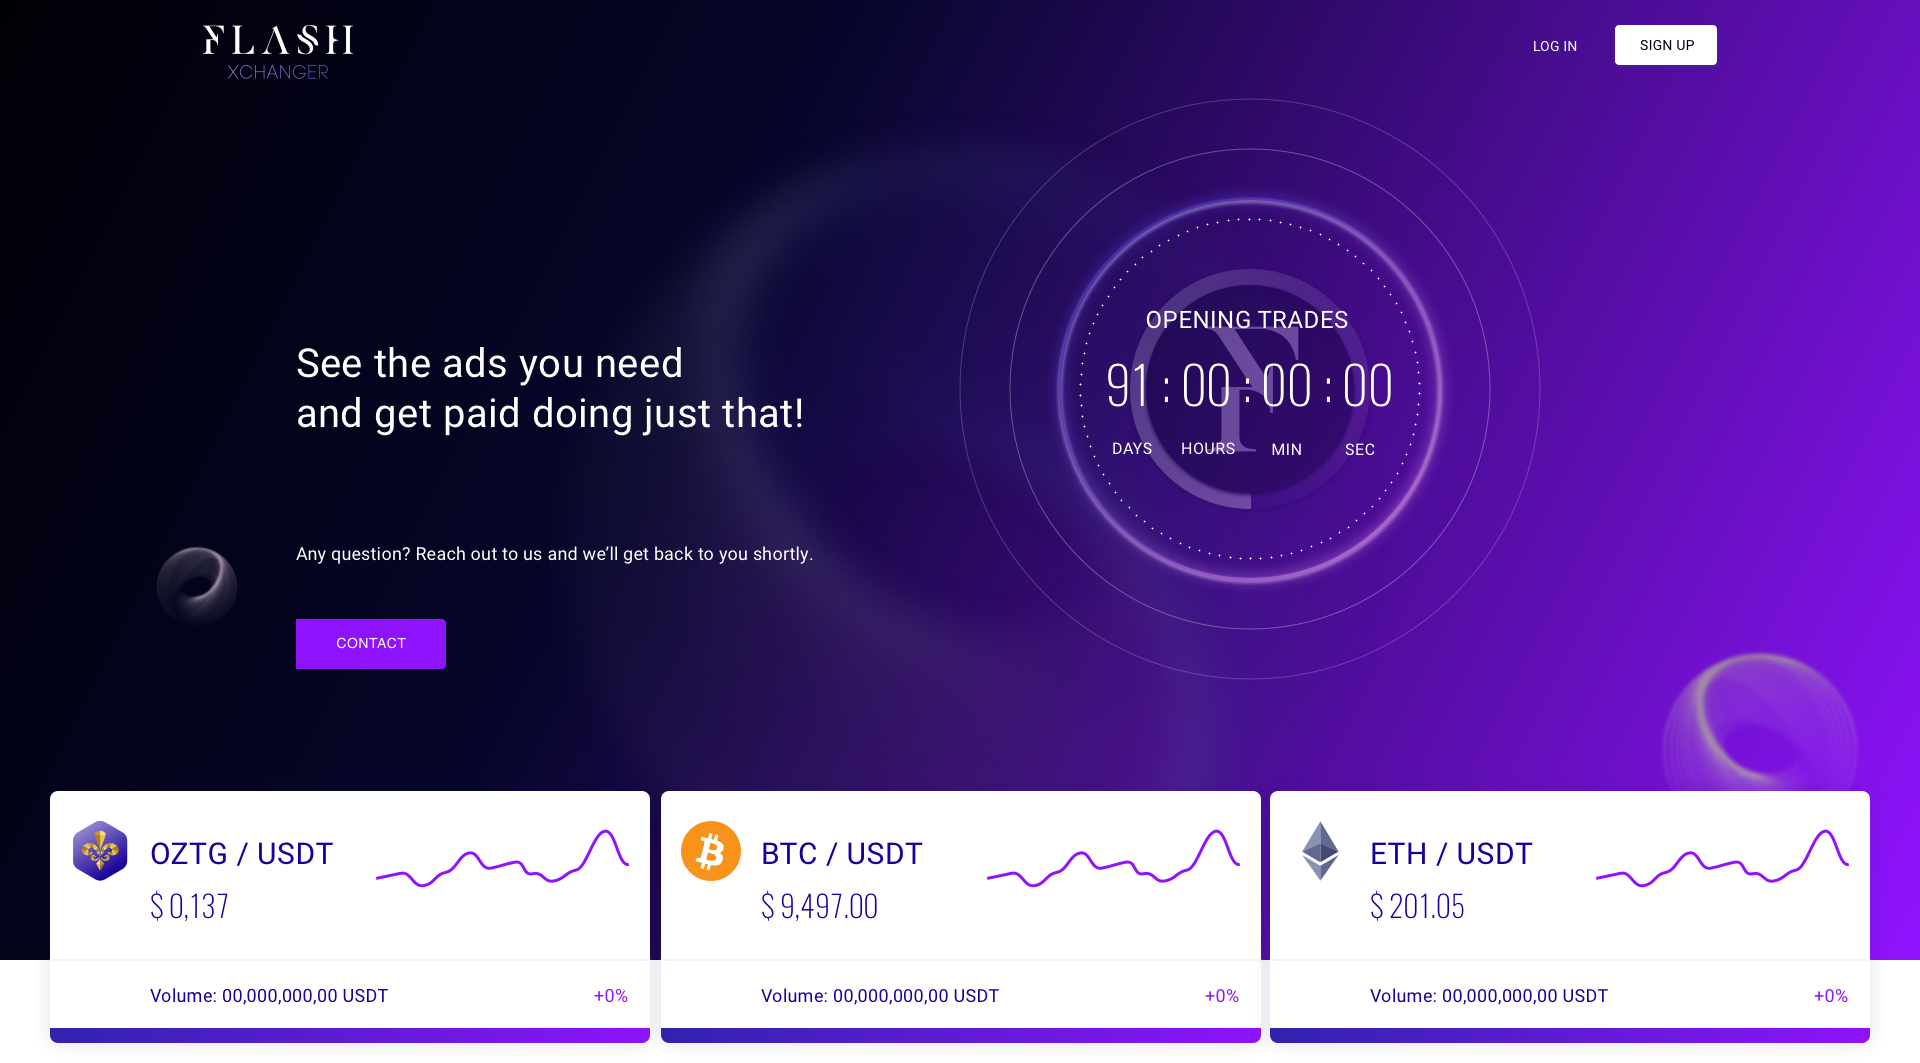 FLASH
XCHANGER
LOG IN
SIGN UP
See the ads you need
and get paid doing just that!
Any question? Reach out to us and we’ll get back to you shortly.
CONTACT
OPENING TRADES
91 : 00 : 00 : 00
DAYS HOURS MIN SEC
OZTG / USDT
$ 0,137
Volume: 00,000,000,00 USDT +0%
BTC / USDT
$ 9,497.00
Volume: 00,000,000,00 USDT +0%
ETH / USDT
$ 201.05
Volume: 00,000,000,00 USDT +0%